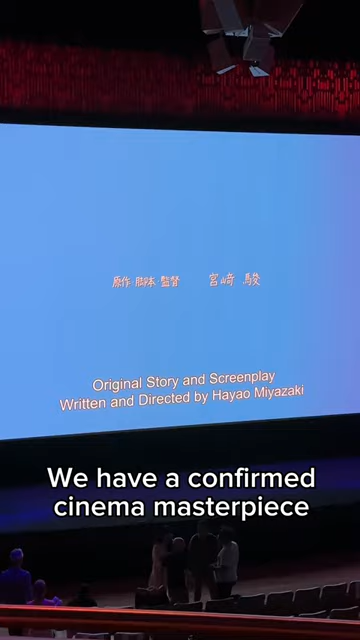 原作・脚本・監督 宮﨑 駿
Original Story and Screenplay
Written and Directed by Hayao Miyazaki
We have a confirmed
cinema masterpiece